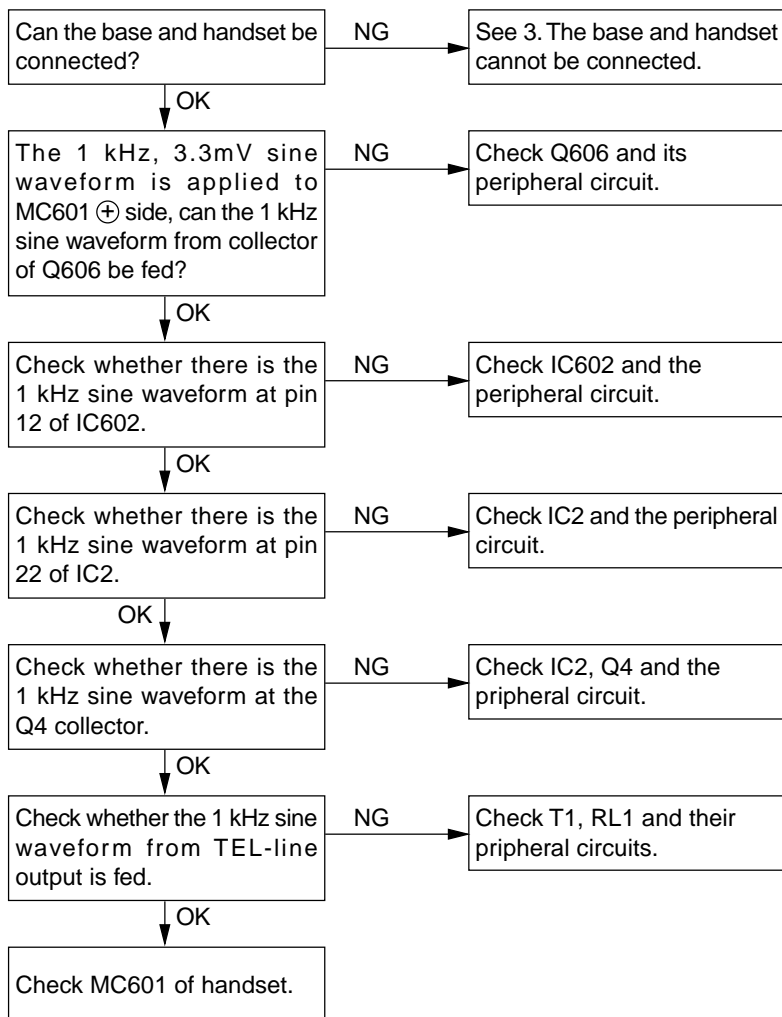 Can the base and handset be
connected?
NG
See 3. The base and handset
cannot be connected.
OK
The 1 kHz, 3.3mV sine
waveform is applied to
MC601 ⊕ side, can the 1 kHz
sine waveform from collector
of Q606 be fed?
NG
Check Q606 and its
peripheral circuit.
OK
Check whether there is the
1 kHz sine waveform at pin
12 of IC602.
NG
Check IC602 and the
peripheral circuit.
OK
Check whether there is the
1 kHz sine waveform at pin
22 of IC2.
NG
Check IC2 and the peripheral
circuit.
OK
Check whether there is the
1 kHz sine waveform at the
Q4 collector.
NG
Check IC2, Q4 and the
pripheral circuit.
OK
Check whether the 1 kHz sine
waveform from TEL-line
output is fed.
NG
Check T1, RL1 and their
pripheral circuits.
OK
Check MC601 of handset.